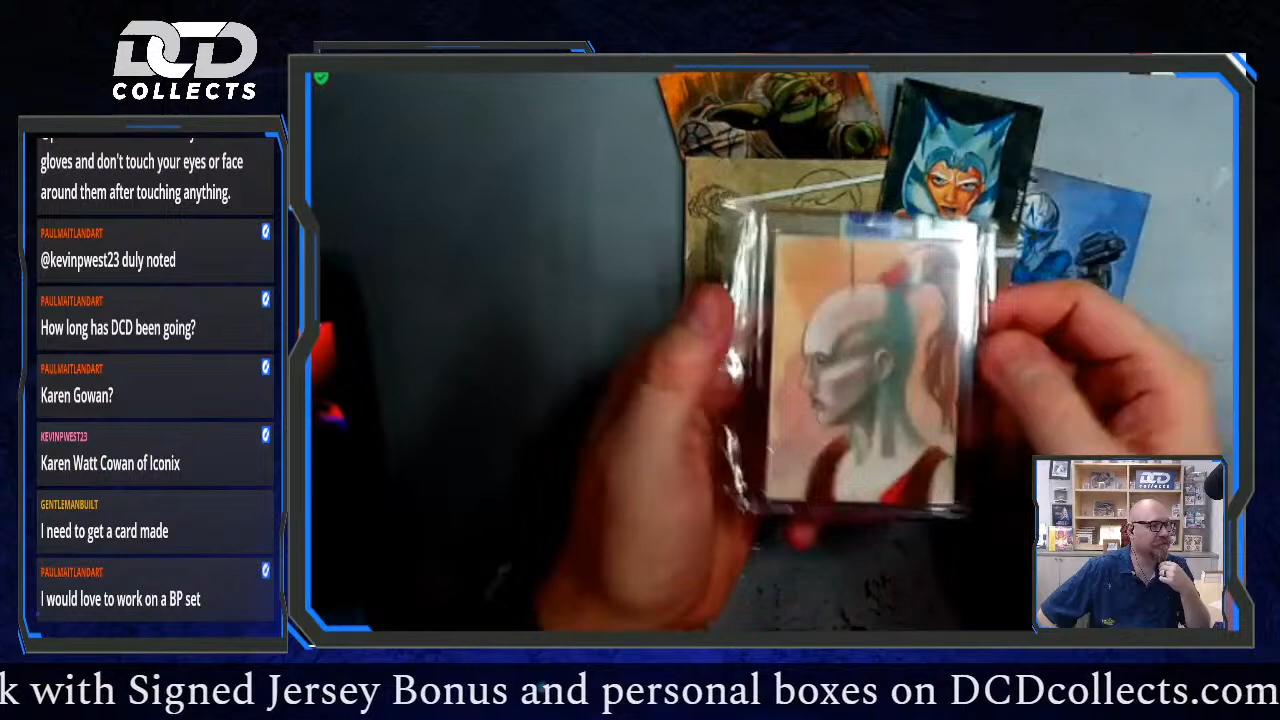 DCD
COLLECTS
gloves and don't touch your eyes or face
around them after touching anything.
PAULMAITLANDART
@kevinpwest23 duly noted
PAULMAITLANDART
How long has DCD been going?
PAULMAITLANDART
Karen Gowan?
KEVINPWEST23
Karen Watt Cowan of Iconix
GENTLEMANBUILT
I need to get a card made
PAULMAITLANDART
I would love to work on a BP set
DCD
COLLECTS
k with Signed Jersey Bonus and personal boxes on DCDcollects.com